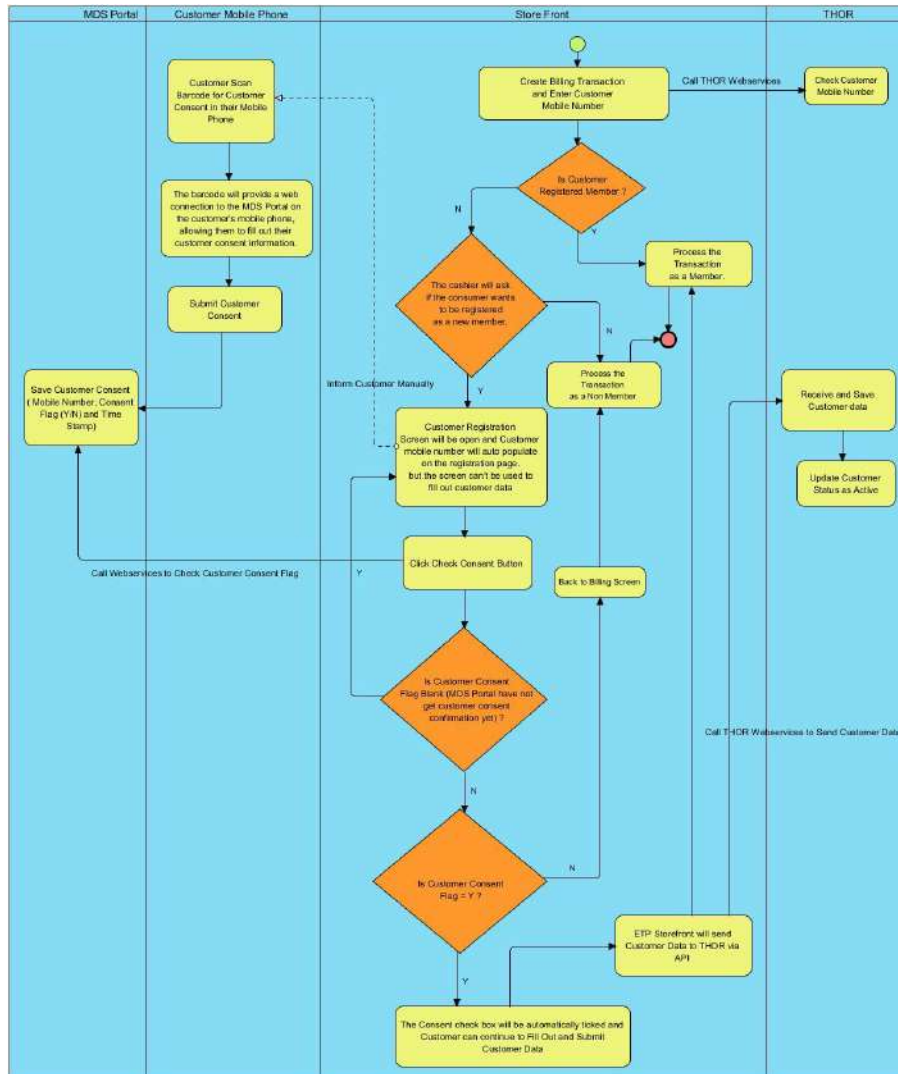 MDS Portal
Customer Mobile Phone
Store Front
THOR
Customer Scan
Barcode for Customer
Consent in their Mobile
Phone
Create Billing Transaction
and Enter Customer
Mobile Number
Call THOR Webservices
Check Customer
Mobile Number
Is Customer
Registered Member ?
The barcode will provide a web
connection to the MDS Portal on
the customer's mobile phone,
allowing them to fill out their
customer consent information.
N
Y
Process the
Transaction
as a Member.
Submit Customer
Consent
The cashier will ask
if the consumer wants
to be registered
as a new member.
N
Save Customer Consent
( Mobile Number, Consent
Flag (Y/N) and Time
Stamp)
Inform Customer Manually
Y
Process the
Transaction
as a Non Member
Receive and Save
Customer data
Customer Registration
Screen will be open and Customer
mobile number will auto populate
on the registration page.
but the screen can't be used to
fill out customer data
Update Customer
Status as Active
Call Webservices to Check Customer Consent Flag
Y
Click Check Consent Button
Back to Billing Screen
Is Customer Consent
Flag Blank (MDS Portal have not
get customer consent
confirmation yet) ?
Call THOR Webservices to Send Customer Data
N
Is Customer Consent
Flag = Y ?
N
Y
ETP Storefront will send
Customer Data to THOR via
API
The Consent check box will be automatically ticked and
Customer can continue to Fill Out and Submit
Customer Data